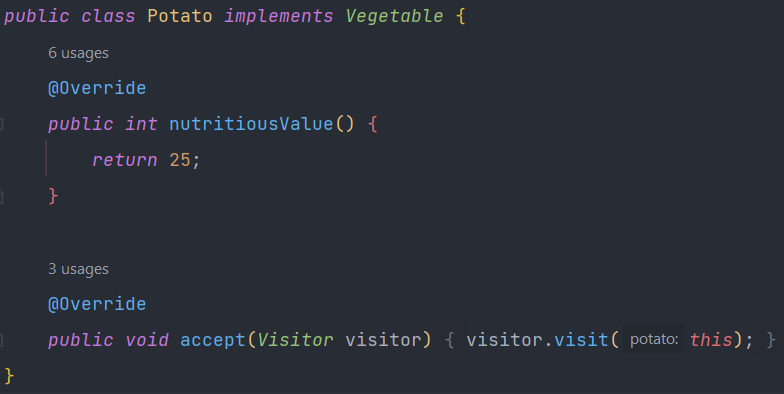 public class Potato implements Vegetable {
6 usages
@Override
public int nutritiousValue() {
return 25;
}
3 usages
@Override
public void accept(Visitor visitor) { visitor.visit( potato: this); }
}